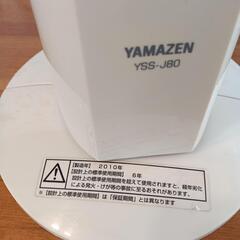 YAMAZEN
YSS-J80
【製造年】 2010年
【設計上の標準使用期間】 6年
設計上の標準使用期間を超えて使用されますと、経年劣化
による発火・けが等の事故に至るおそれがあります。
※【設計上の標準使用期間】は「保証期間」とは異なります